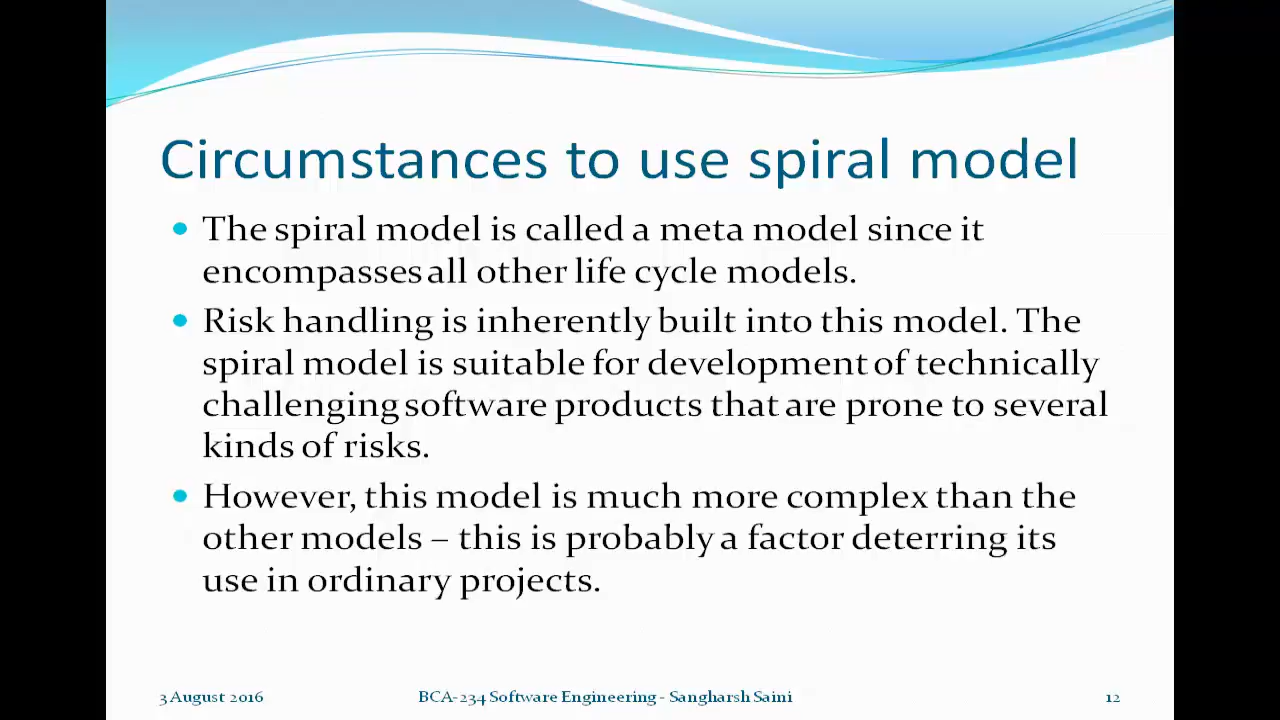 Circumstances to use spiral model
• The spiral model is called a meta model since it
encompasses all other life cycle models.
• Risk handling is inherently built into this model. The
spiral model is suitable for development of technically
challenging software products that are prone to several
kinds of risks.
• However, this model is much more complex than the
other models – this is probably a factor deterring its
use in ordinary projects.
3 August 2016 BCA-234 Software Engineering - Sangharsh Saini 12